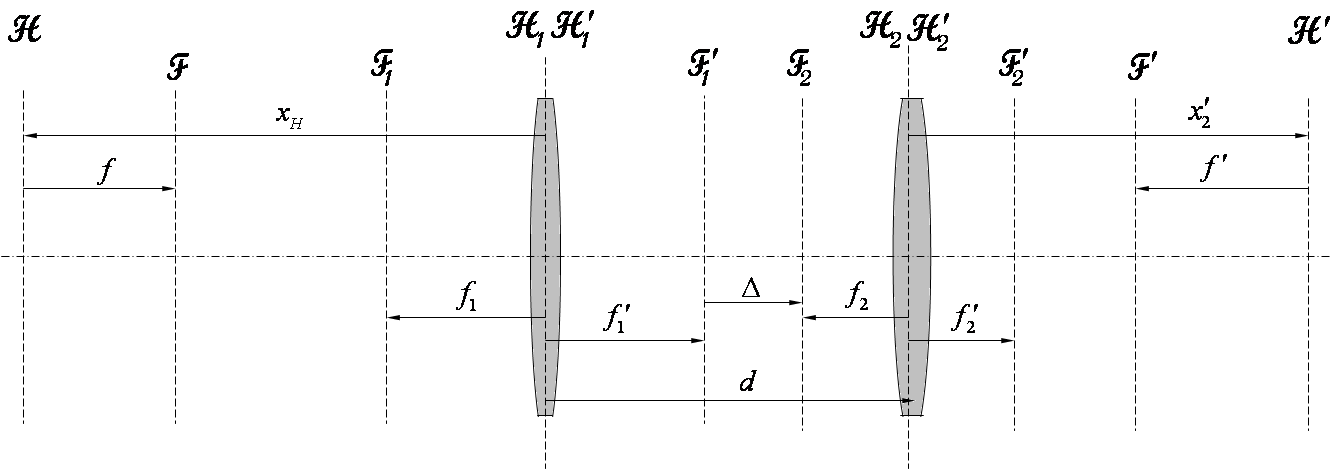 ℋ ℋ₁ ℋ₁′ ℋ₂ ℋ₂′ ℋ′
ℱ ℱ₁ ℱ₁′ ℱ₂ ℱ₂′ ℱ′
x_H x₂′
f f′
Δ f₁ f₂
f₁′ f₂′
d